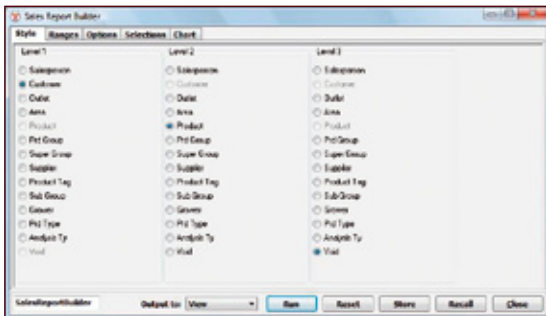 Sales Report Builder
Style Ranges Options Selections Chart
Level 1 Level 2 Level 3
Salesperson Salesperson Salesperson
Customer Customer Customer
Outlet Outlet Outlet
Area Area Area
Product Product Product
Prd Group Prd Group Prd Group
Super Group Super Group Super Group
Supplier Supplier Supplier
Product Tag Product Tag Product Tag
Sub Group Sub Group Sub Group
Grower Grower Grower
Prd Type Prd Type Prd Type
Analysis Ty Analysis Ty Analysis Ty
Void Void Void
SalesReportBuilder Output to: View Run Reset Store Recall Close